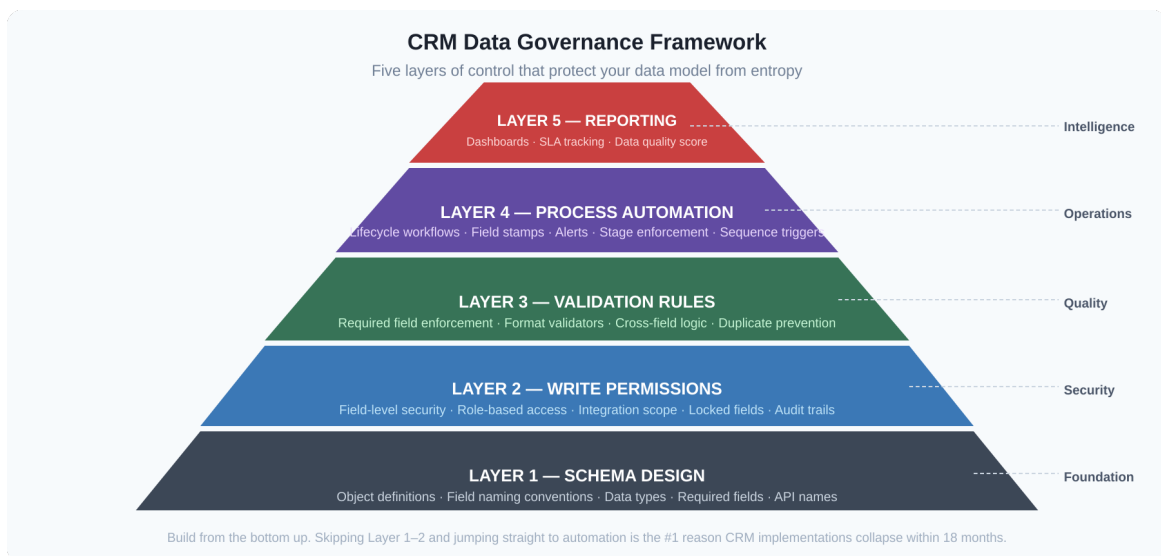 CRM Data Governance Framework
Five layers of control that protect your data model from entropy
LAYER 5 — REPORTING
Dashboards · SLA tracking · Data quality score
Intelligence
LAYER 4 — PROCESS AUTOMATION
Lifecycle workflows · Field stamps · Alerts · Stage enforcement · Sequence triggers
Operations
LAYER 3 — VALIDATION RULES
Required field enforcement · Format validators · Cross-field logic · Duplicate prevention
Quality
LAYER 2 — WRITE PERMISSIONS
Field-level security · Role-based access · Integration scope · Locked fields · Audit trails
Security
LAYER 1 — SCHEMA DESIGN
Object definitions · Field naming conventions · Data types · Required fields · API names
Foundation
Build from the bottom up. Skipping Layer 1–2 and jumping straight to automation is the #1 reason CRM implementations collapse within 18 months.